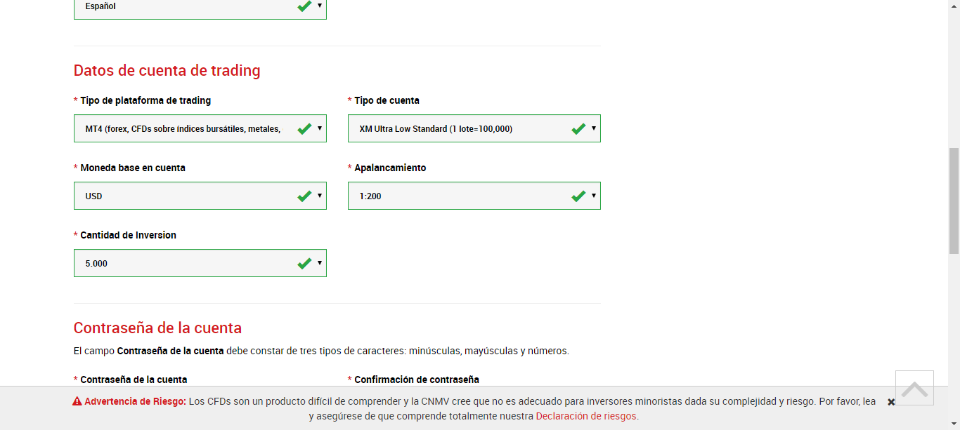 Español
Datos de cuenta de trading
* Tipo de plataforma de trading
* Tipo de cuenta
MT4 (forex, CFDs sobre índices bursátiles, metales,
XM Ultra Low Standard (1 lote=100,000)
* Moneda base en cuenta
* Apalancamiento
USD
1:200
* Cantidad de Inversion
5.000
Contraseña de la cuenta
El campo Contraseña de la cuenta debe constar de tres tipos de caracteres: minúsculas, mayúsculas y números.
* Contraseña de la cuenta
* Confirmación de contraseña
Advertencia de Riesgo: Los CFDs son un producto difícil de comprender y la CNMV cree que no es adecuado para inversores minoristas dada su complejidad y riesgo. Por favor, lea
y asegúrese de que comprende totalmente nuestra Declaración de riesgos.